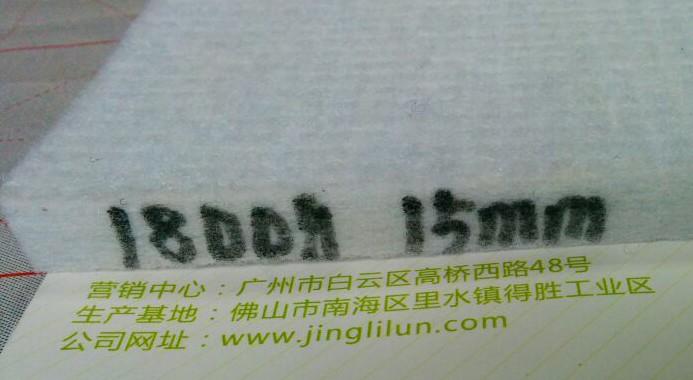 1800h 15mm
营销中心：广州市白云区高桥西路48号
生产基地：佛山市南海区里水镇得胜工业区
公司网址：www.jinglilun.com